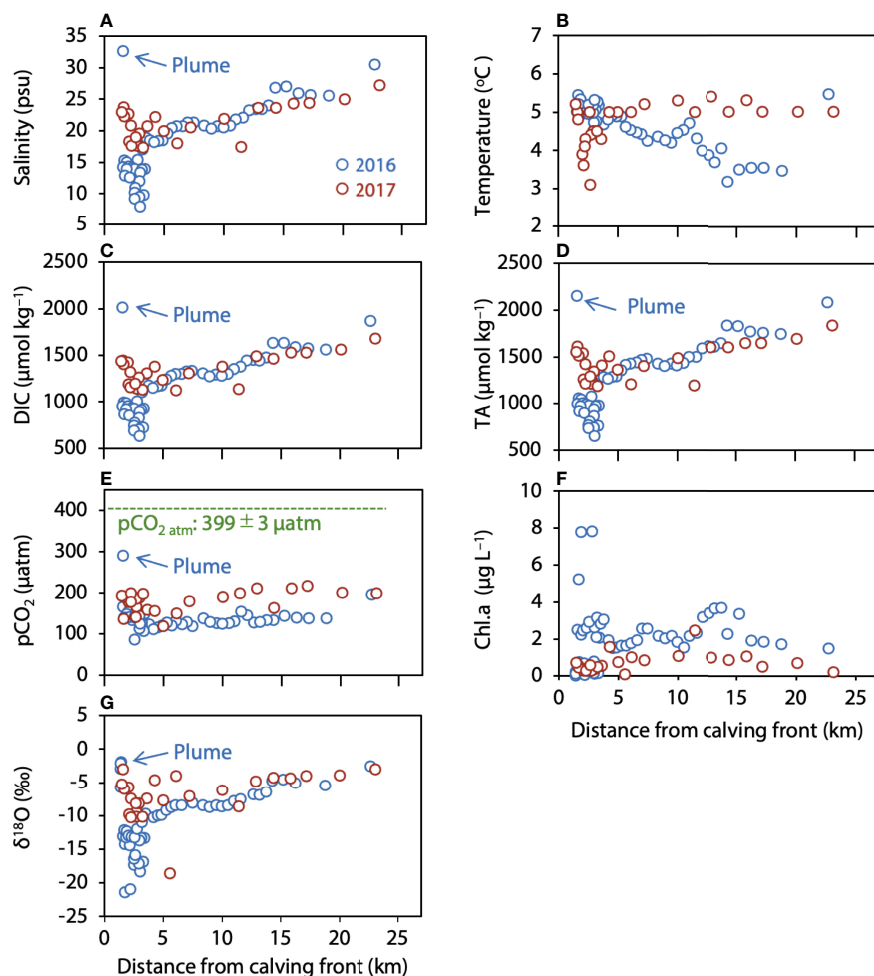 A
Salinity (psu)
35
30
25
20
15
10
5
Plume
2016
2017
B
Temperature (ºC)
7
6
5
4
3
2
C
DIC (µmol kg⁻¹)
2500
2000
1500
1000
500
Plume
D
TA (µmol kg⁻¹)
2500
2000
1500
1000
500
Plume
E
pCO₂ (µatm)
400
300
200
100
0
pCO₂ atm: 399 ± 3 µatm
Plume
F
Chl.a (µg L⁻¹)
10
8
6
4
2
0
0 5 10 15 20 25
Distance from calving front (km)
G
δ¹⁸O (‰)
5
0
-5
-10
-15
-20
-25
Plume
0 5 10 15 20 25
Distance from calving front (km)